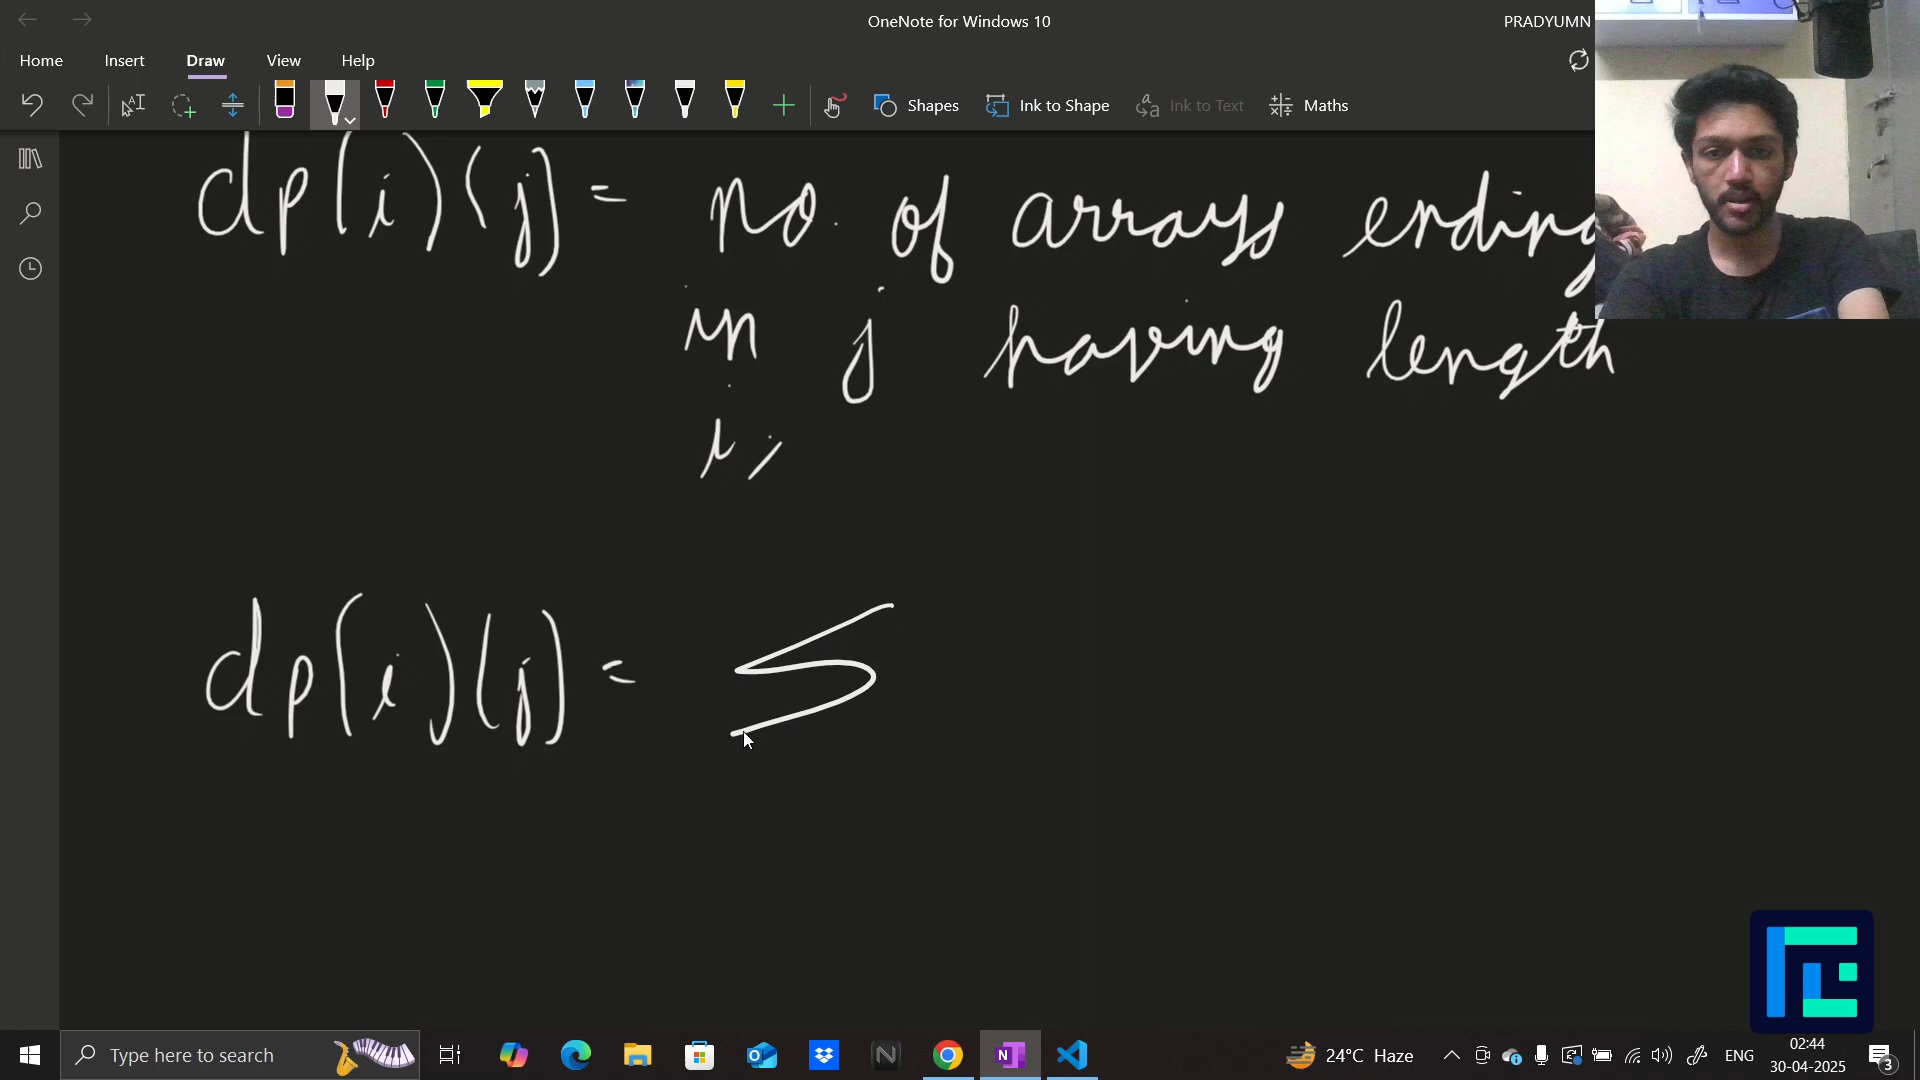 OneNote for Windows 10
PRADYUMN
Home Insert Draw View Help
Shapes Ink to Shape Ink to Text Maths
dp[i][j] = no. of arrays ending
in j having length
i,
dp[i][j] =
Type here to search
24°C Haze
ENG
02:44
30-04-2025
3